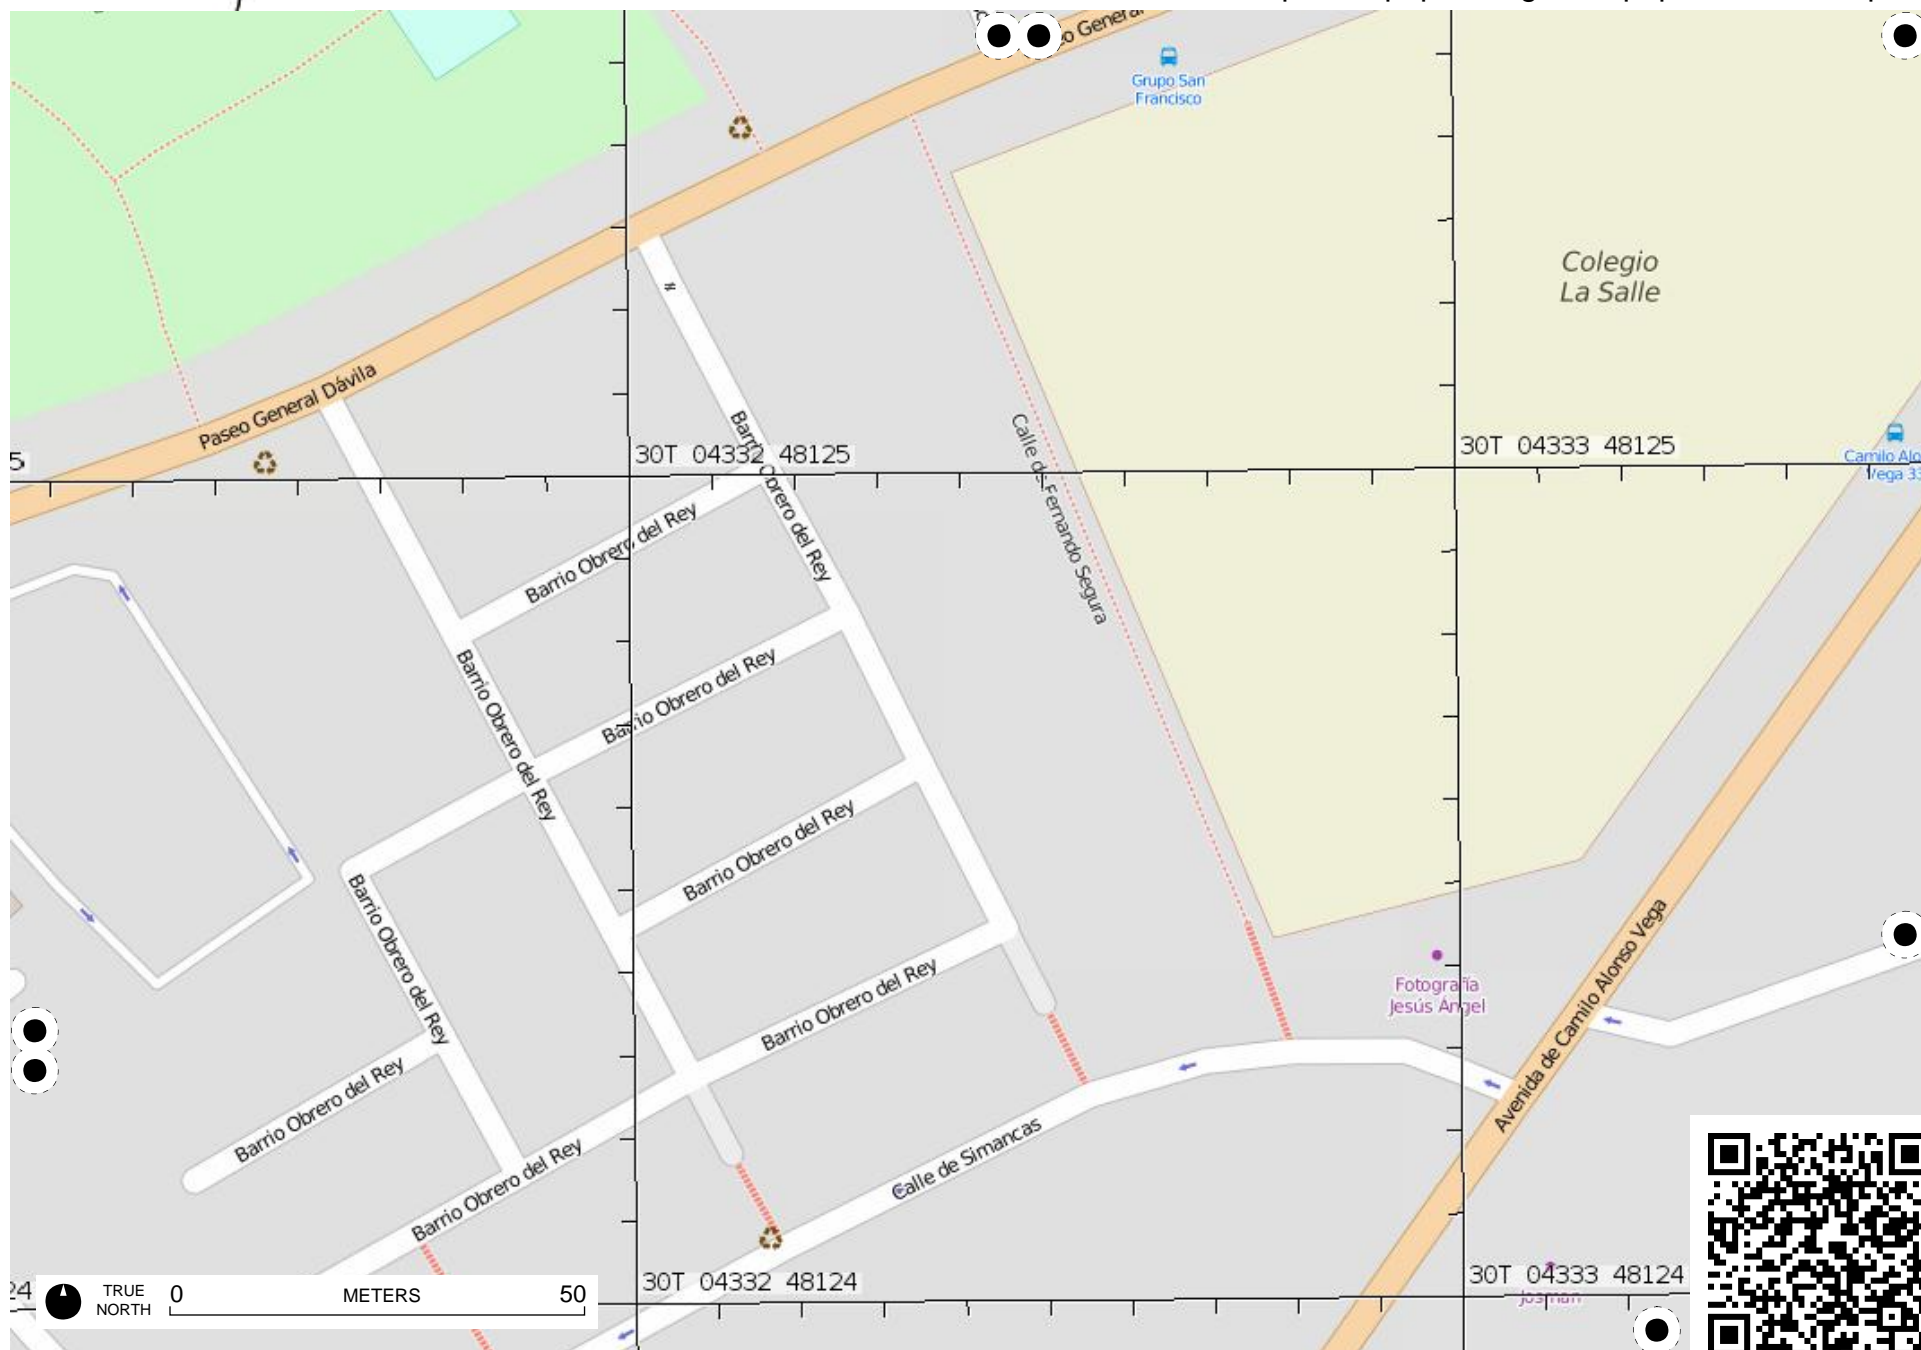 Grupo San
Francisco
Colegio
La Salle
Paseo General Dávila
Barrio Obrero del Rey
Calle de Fernando Segura
30T 04332 48125
30T 04333 48125
Barrio Obrero del Rey
Barrio Obrero del Rey
Barrio Obrero del Rey
Barrio Obrero del Rey
Barrio Obrero del Rey
Barrio Obrero del Rey
Barrio Obrero del Rey
Barrio Obrero del Rey
Fotografía
Jesús Ángel
Avenida de Camilo Alonso Vega
Calle de Simancas
30T 04332 48124
30T 04333 48124
Josman
TRUE
NORTH
0 METERS 50